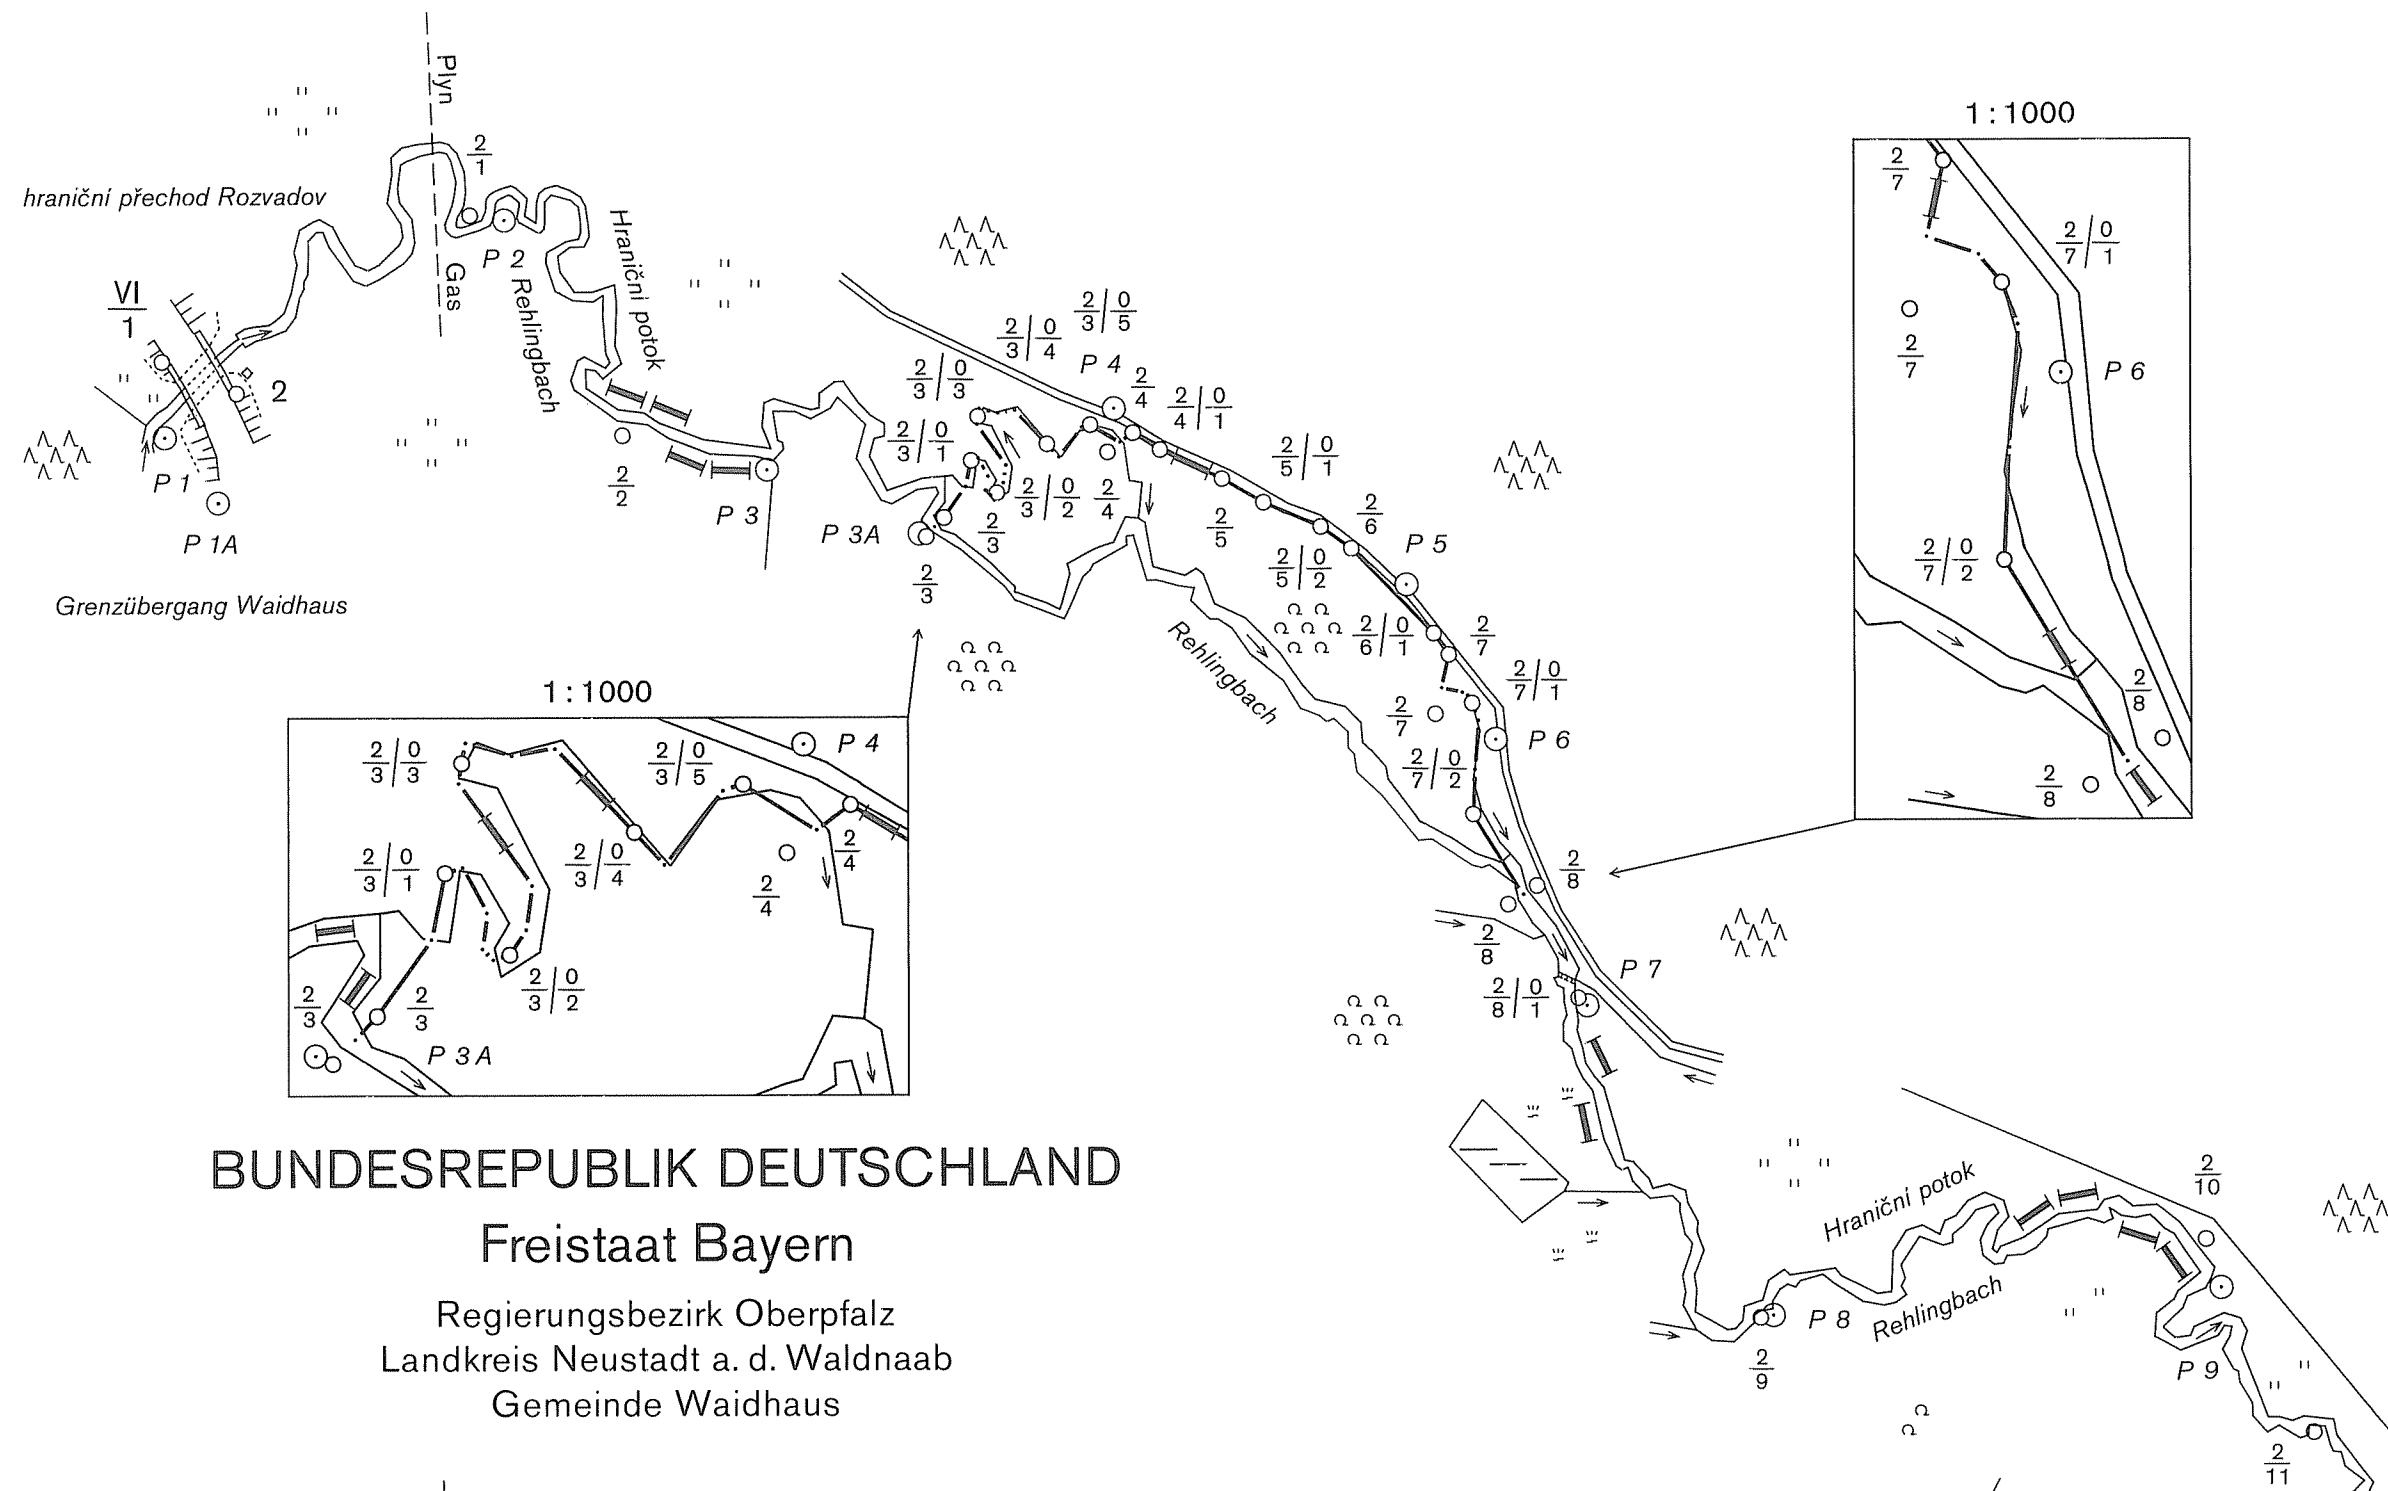 Plyn
1:1000
2/1
2/7
hraniční přechod Rozvadov
Hraniční potok
2/7|0/1
P 2
Gas
Rehlingbach
VI/1
2/3|0/5
2/3|0/4
2/7
P 4
P 6
2/3|0/3
2/4
2
2/4|0/1
2/3|0/1
2/5|0/1
P 1
2/2
2/3|0/2
2/4
P 3
P 3A
2/3
2/5
2/6
P 5
P 1A
2/5|0/2
2/7|0/2
2/3
Grenzübergang Waidhaus
2/6|0/1
2/7
Rehlingbach
2/7|0/1
2/8
1:1000
2/7
P 6
P 4
2/3|0/3
2/3|0/5
2/7|0/2
2/8
2/3|0/1
2/3|0/4
2/4
2/4
2/8
2/8
2/3|0/2
2/3
2/3
P 3A
P 7
2/8|0/1
BUNDESREPUBLIK DEUTSCHLAND
Freistaat Bayern
Regierungsbezirk Oberpfalz
Landkreis Neustadt a. d. Waldnaab
Gemeinde Waidhaus
2/10
Hraniční potok
Rehlingbach
P 8
2/9
P 9
2/11